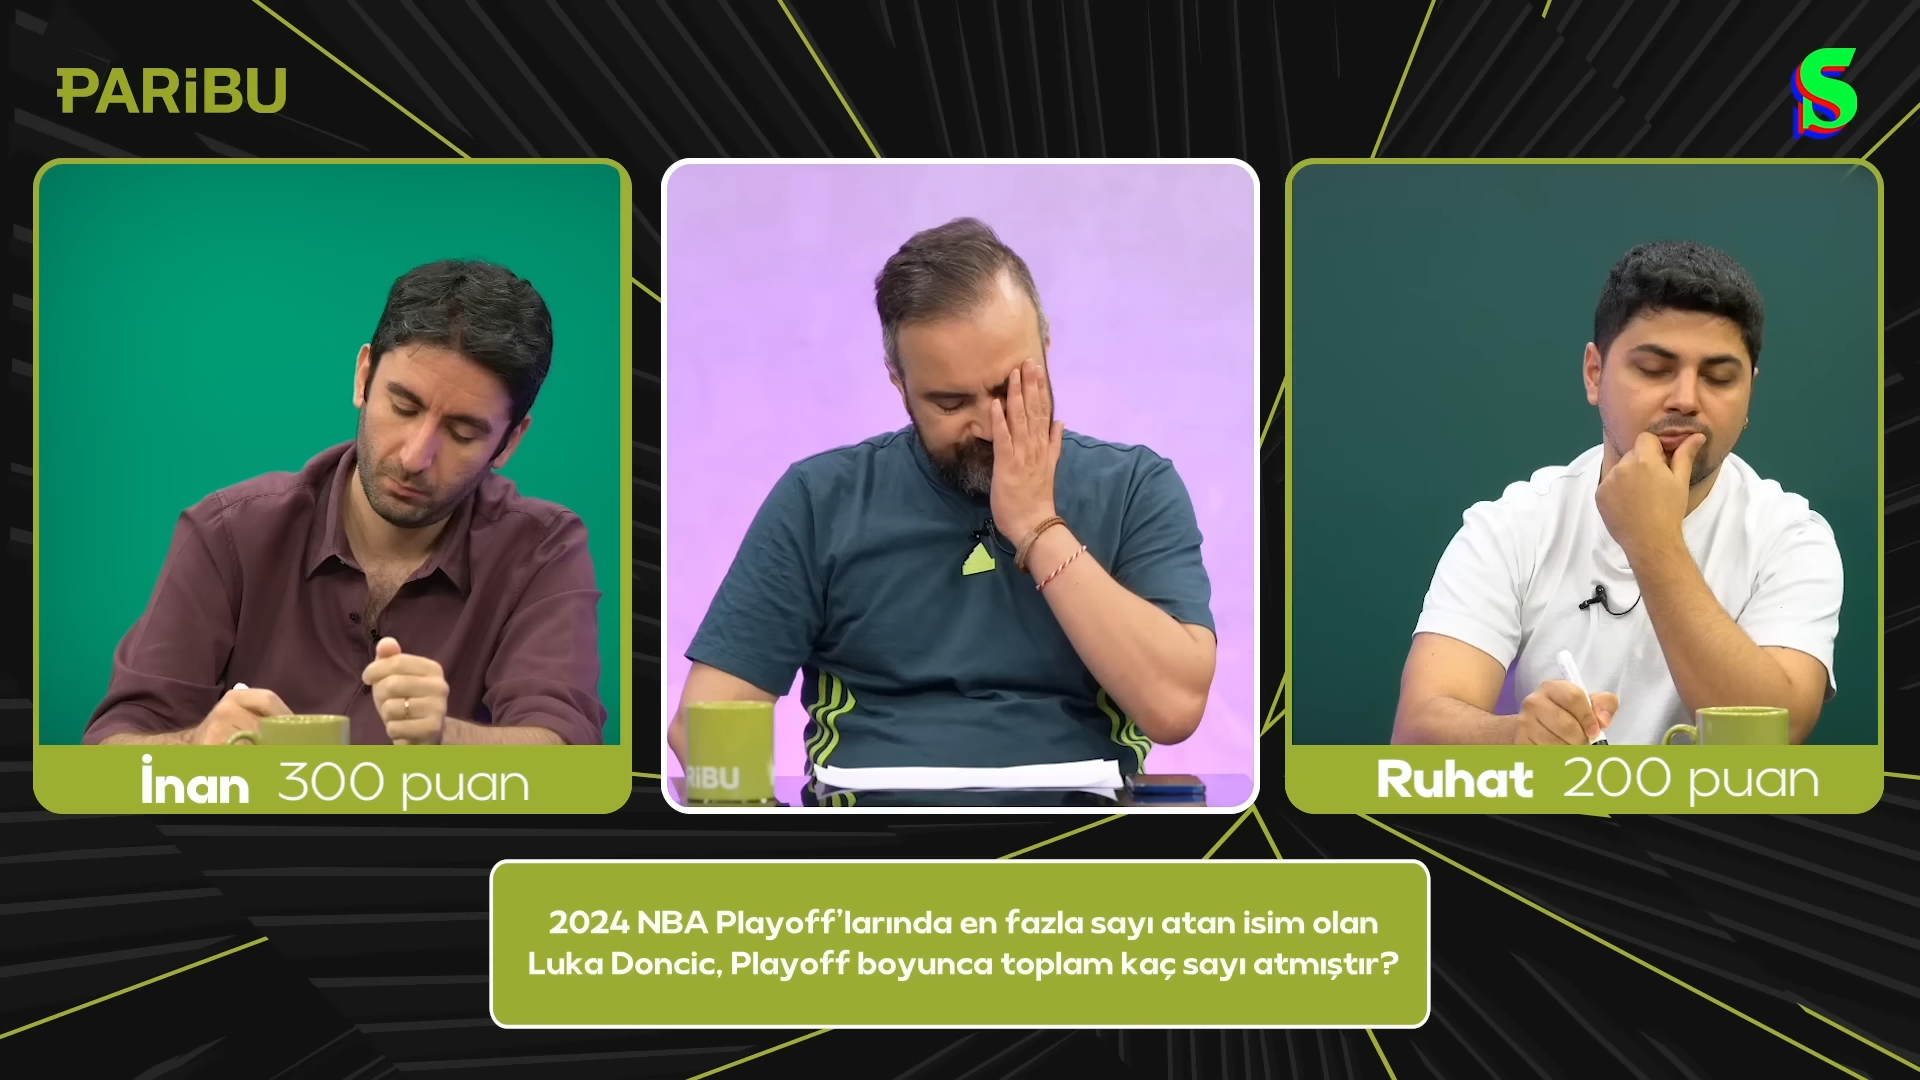 PARiBU
S
RiBU
İnan 300 puan
Ruhat 200 puan
2024 NBA Playoff'larında en fazla sayı atan isim olan
Luka Doncic, Playoff boyunca toplam kaç sayı atmıştır?